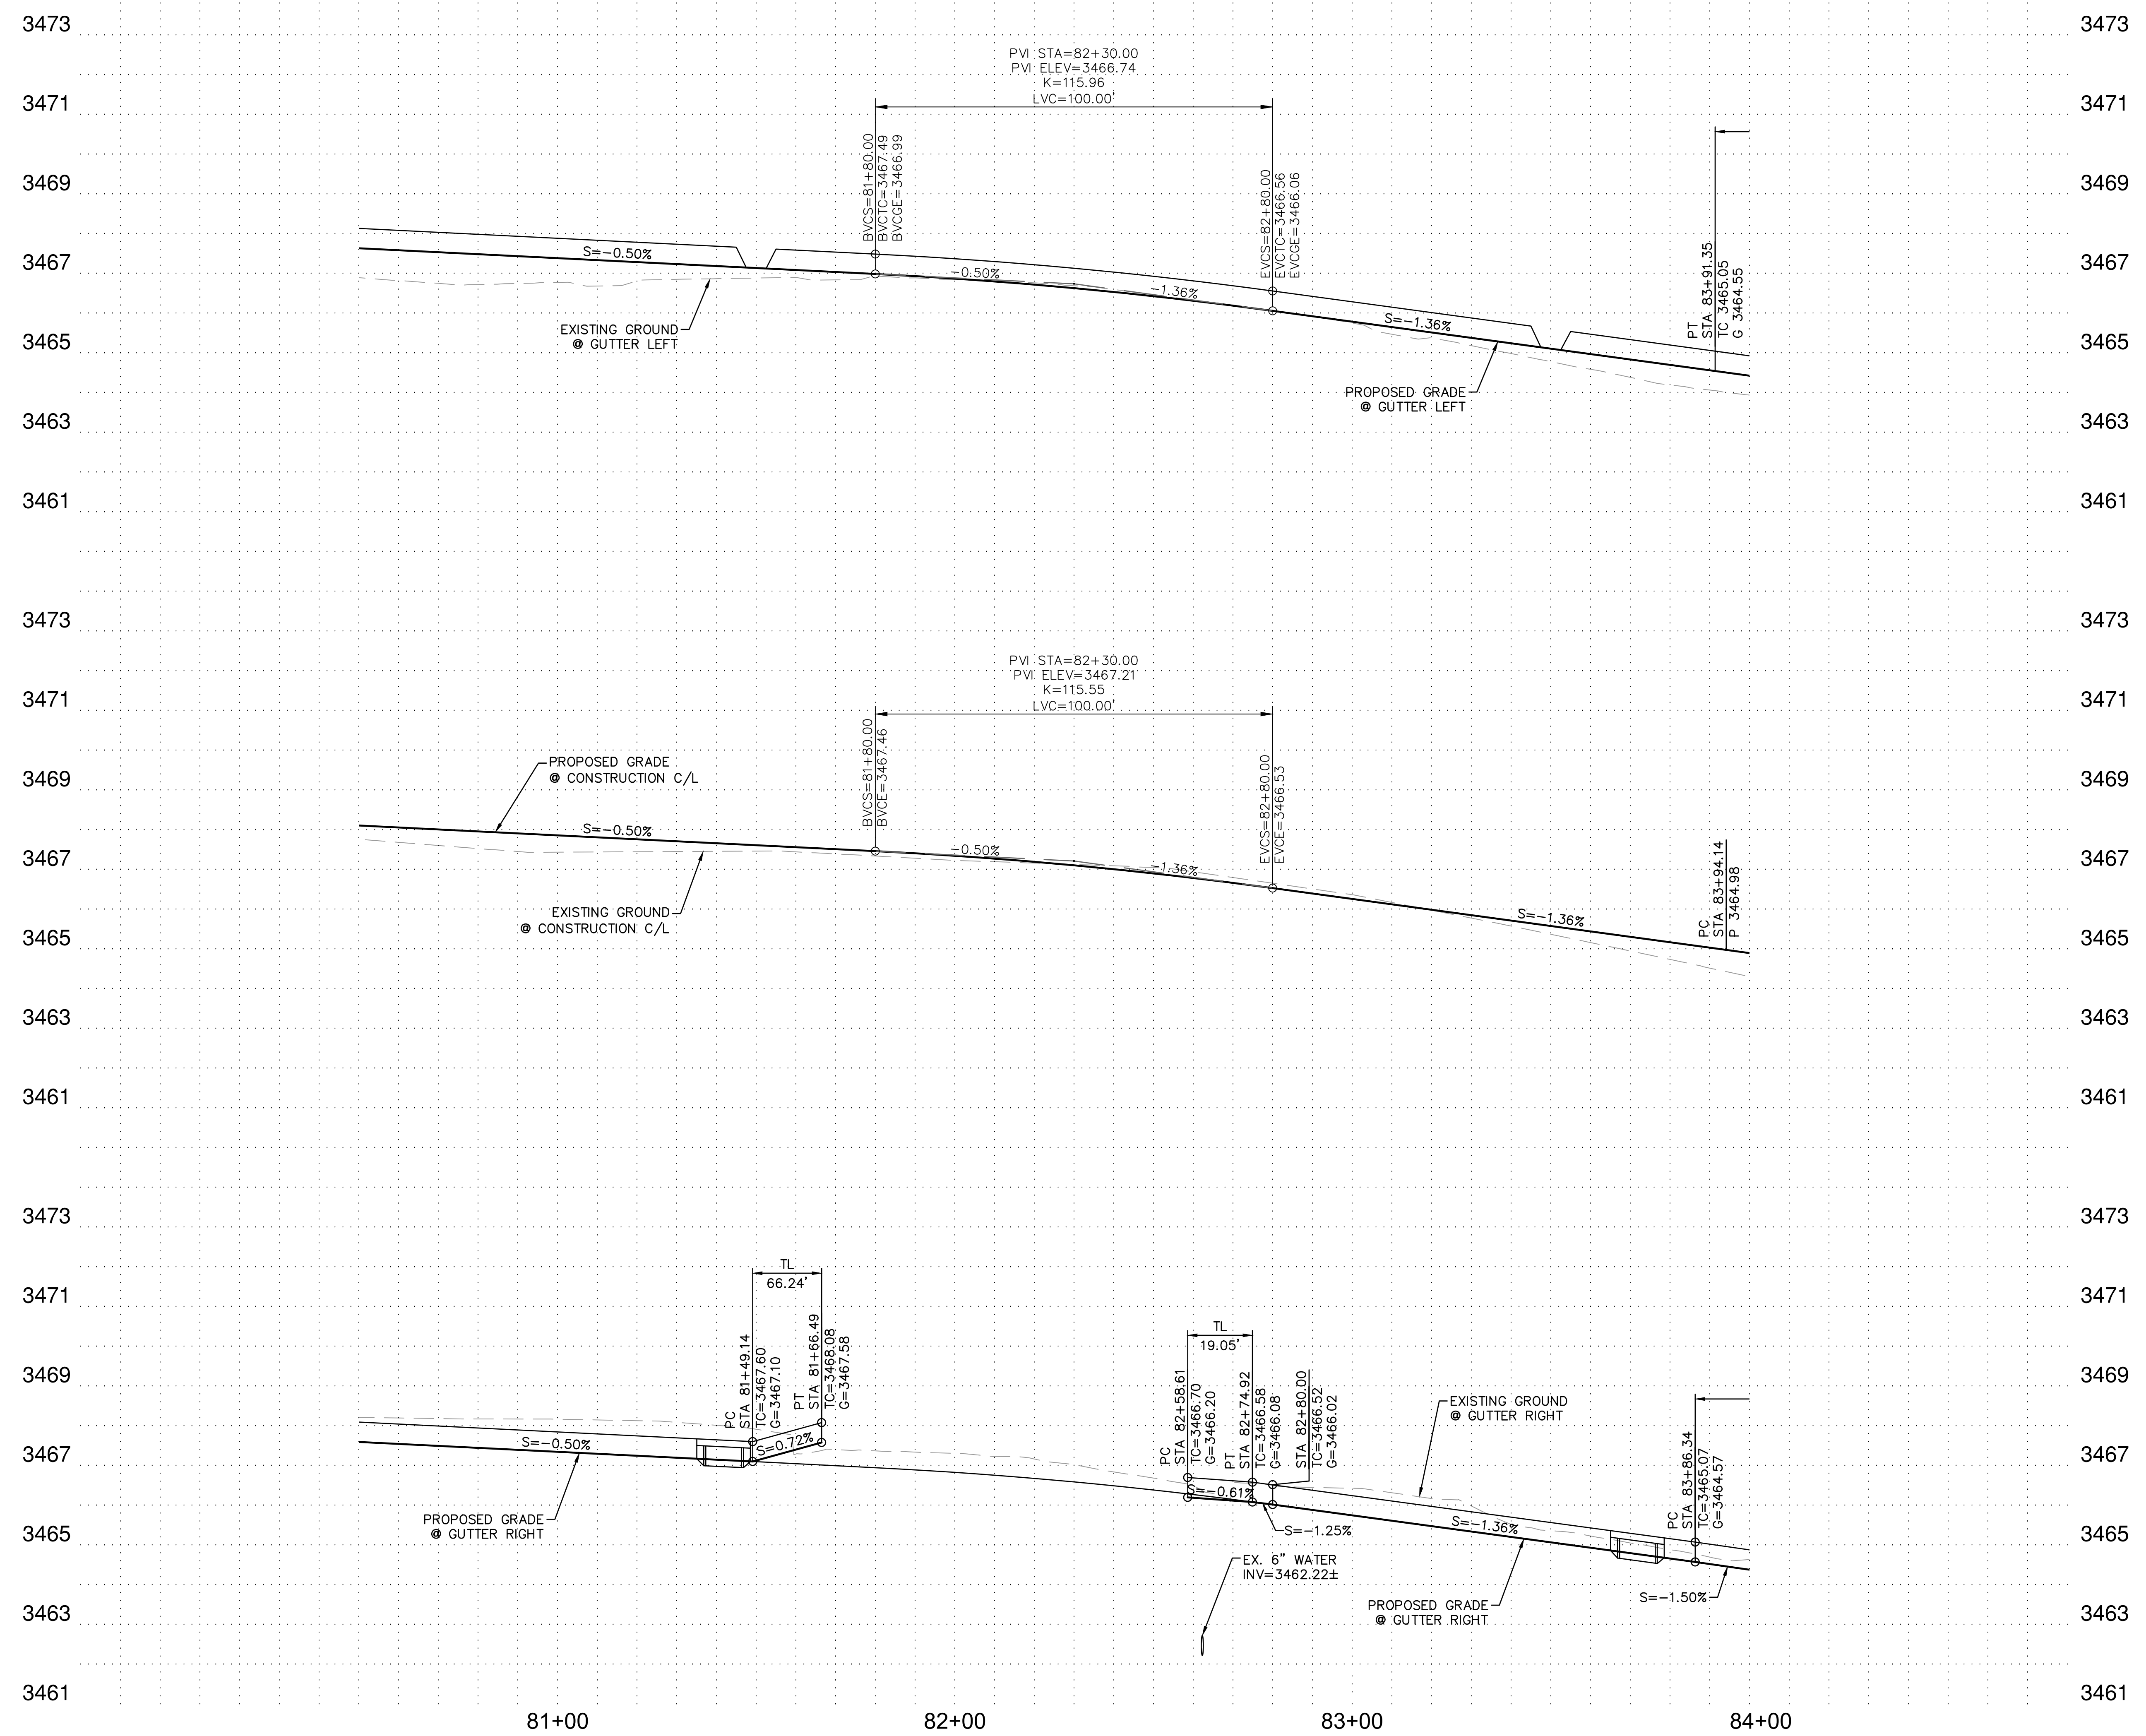 3473
3473
PVI STA=82+30.00
PVI ELEV=3466.74
K=115.96
LVC=100.00'
3471
3471
BVCS=81+80.00
BVCTC=3467.49
BVCGE=3466.99
EVCS=82+80.00
EVCTC=3466.56
EVCGE=3466.06
3469
3469
PT
STA 83+91.35
TC 3465.05
G 3464.55
3467
3467
S=-0.50%
-0.50%
-1.36%
S=-1.36%
EXISTING GROUND
@ GUTTER LEFT
3465
3465
PROPOSED GRADE
@ GUTTER LEFT
3463
3463
3461
3461
3473
3473
PVI STA=82+30.00
PVI ELEV=3467.21
K=115.55
LVC=100.00'
3471
3471
BVCS=81+80.00
BVCE=3467.46
EVCS=82+80.00
EVCE=3466.53
PROPOSED GRADE
@ CONSTRUCTION C/L
3469
3469
S=-0.50%
-0.50%
-1.36%
3467
3467
PC
STA 83+94.14
P 3464.98
EXISTING GROUND
@ CONSTRUCTION C/L
S=-1.36%
3465
3465
3463
3463
3461
3461
3473
3473
TL
66.24'
3471
3471
PC
STA 81+49.14
TC=3467.60
G=3467.10
PT
STA 81+66.49
TC=3468.08
G=3467.58
TL
19.05'
PC
STA 82+58.61
TC=3466.70
G=3466.20
PT
STA 82+74.92
TC=3466.58
G=3466.08
STA 82+80.00
TC=3466.52
G=3466.02
3469
3469
EXISTING GROUND
@ GUTTER RIGHT
S=-0.50%
S=0.72%
3467
3467
PC
STA 83+86.34
TC=3465.07
G=3464.57
S=-0.61%
S=-1.25%
S=-1.36%
PROPOSED GRADE
@ GUTTER RIGHT
3465
3465
EX. 6" WATER
INV=3462.22±
PROPOSED GRADE
@ GUTTER RIGHT
S=-1.50%
3463
3463
3461
3461
81+00
82+00
83+00
84+00